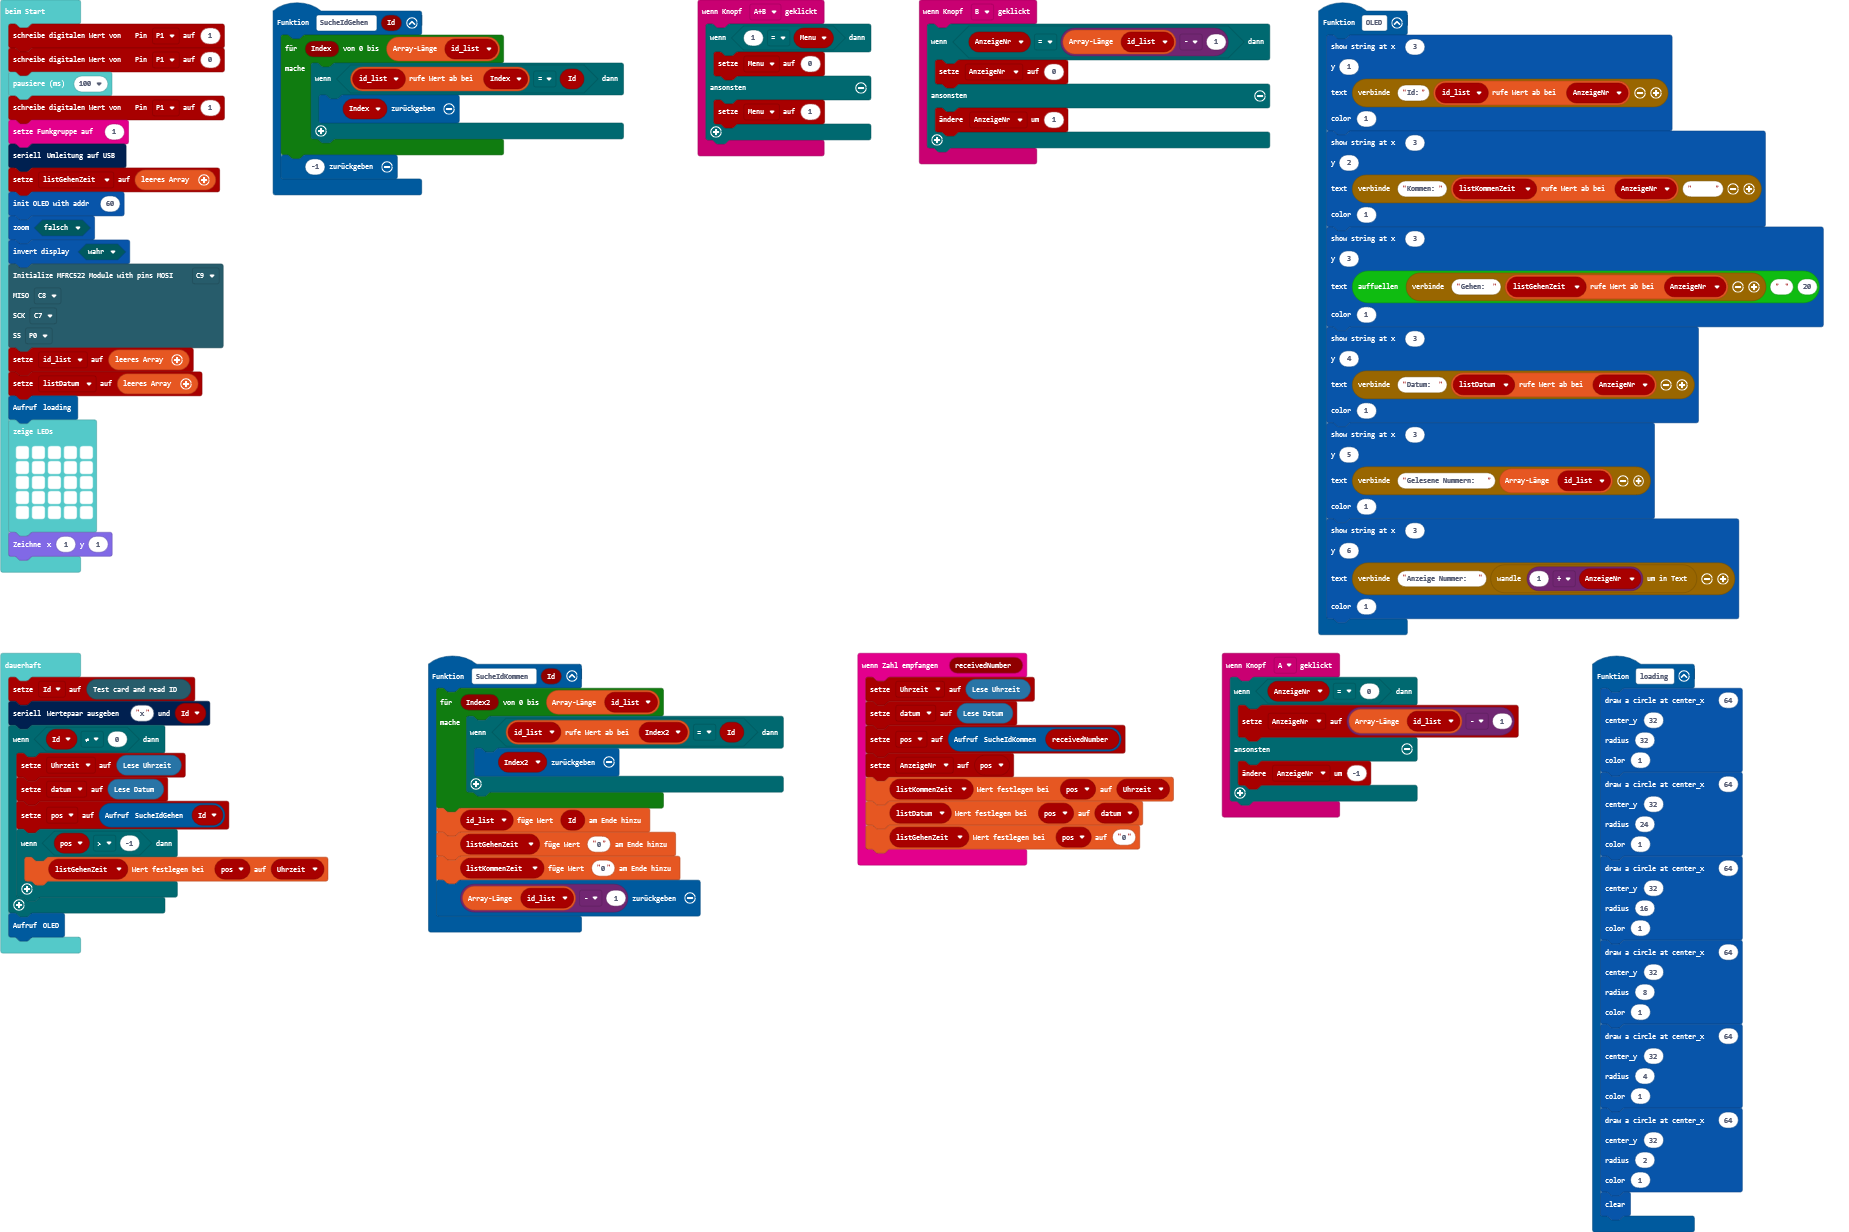 beim Start
schreibe digitalen Wert von Pin P1 auf 1
schreibe digitalen Wert von Pin P1 auf 0
pausiere (ms) 100
schreibe digitalen Wert von Pin P1 auf 1
setze Funkgruppe auf 1
seriell Umleitung auf USB
setze listGehenZeit auf leeres Array
init OLED with addr 60
zoom falsch
invert display wahr
Initialize MFRC522 Module with pins MOSI C9
MISO C8
SCK C7
SS P0
setze id_list auf leeres Array
setze listDatum auf leeres Array
Aufruf loading
zeige LEDs
Zeichne x 1 y 1
Funktion SucheIdGehen Id
für Index von 0 bis Array-Länge id_list
mache
wenn id_list rufe Wert ab bei Index = Id dann
Index zurückgeben
-1 zurückgeben
wenn Knopf A+B geklickt
wenn 1 = Menu dann
setze Menu auf 0
ansonsten
setze Menu auf 1
wenn Knopf B geklickt
wenn AnzeigeNr = Array-Länge id_list - 1 dann
setze AnzeigeNr auf 0
ansonsten
ändere AnzeigeNr um 1
Funktion OLED
show string at x 3
y 1
text verbinde "Id: " id_list rufe Wert ab bei AnzeigeNr
color 1
show string at x 3
y 2
text verbinde "Kommen: " listKommenZeit rufe Wert ab bei AnzeigeNr "      "
color 1
show string at x 3
y 3
text auffuellen verbinde "Gehen:  " listGehenZeit rufe Wert ab bei AnzeigeNr " " 20
color 1
show string at x 3
y 4
text verbinde "Datum:  " listDatum rufe Wert ab bei AnzeigeNr
color 1
show string at x 3
y 5
text verbinde "Gelesene Nummern:   " Array-Länge id_list
color 1
show string at x 3
y 6
text verbinde "Anzeige Nummer:   " wandle 1 + AnzeigeNr um in Text
color 1
dauerhaft
setze Id auf Test card and read ID
seriell Wertepaar ausgeben "x" und Id
wenn Id ≠ 0 dann
setze Uhrzeit auf Lese Uhrzeit
setze datum auf Lese Datum
setze pos auf Aufruf SucheIdGehen Id
wenn pos > -1 dann
listGehenZeit Wert festlegen bei pos auf Uhrzeit
Aufruf OLED
Funktion SucheIdKommen Id
für Index2 von 0 bis Array-Länge id_list
mache
wenn id_list rufe Wert ab bei Index2 = Id dann
Index2 zurückgeben
id_list füge Wert Id am Ende hinzu
listGehenZeit füge Wert "0" am Ende hinzu
listKommenZeit füge Wert "0" am Ende hinzu
Array-Länge id_list - 1 zurückgeben
wenn Zahl empfangen receivedNumber
setze Uhrzeit auf Lese Uhrzeit
setze datum auf Lese Datum
setze pos auf Aufruf SucheIdKommen receivedNumber
setze AnzeigeNr auf pos
listKommenZeit Wert festlegen bei pos auf Uhrzeit
listDatum Wert festlegen bei pos auf datum
listGehenZeit Wert festlegen bei pos auf "0"
wenn Knopf A geklickt
wenn AnzeigeNr = 0 dann
setze AnzeigeNr auf Array-Länge id_list - 1
ansonsten
ändere AnzeigeNr um -1
Funktion loading
draw a circle at center_x 64
center_y 32
radius 32
color 1
draw a circle at center_x 64
center_y 32
radius 24
color 1
draw a circle at center_x 64
center_y 32
radius 16
color 1
draw a circle at center_x 64
center_y 32
radius 8
color 1
draw a circle at center_x 64
center_y 32
radius 4
color 1
draw a circle at center_x 64
center_y 32
radius 2
color 1
clear